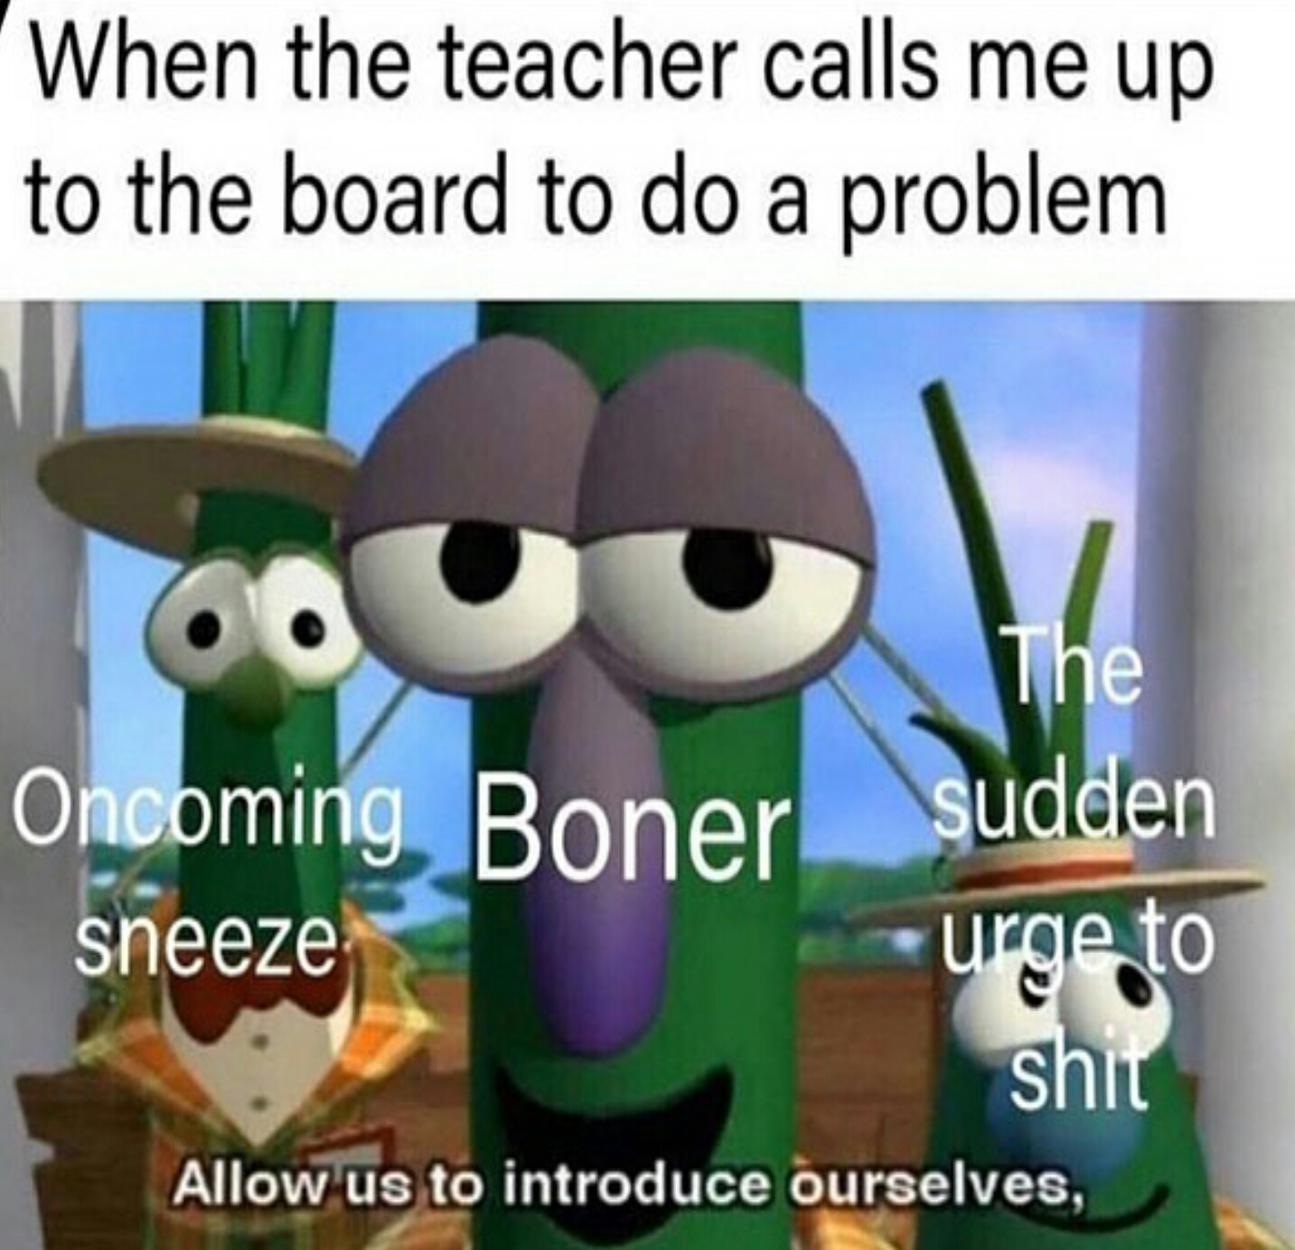 When the teacher calls me up
to the board to do a problem
Oncoming
sneeze
Boner
The
sudden
urge to
shit
Allow us to introduce ourselves,